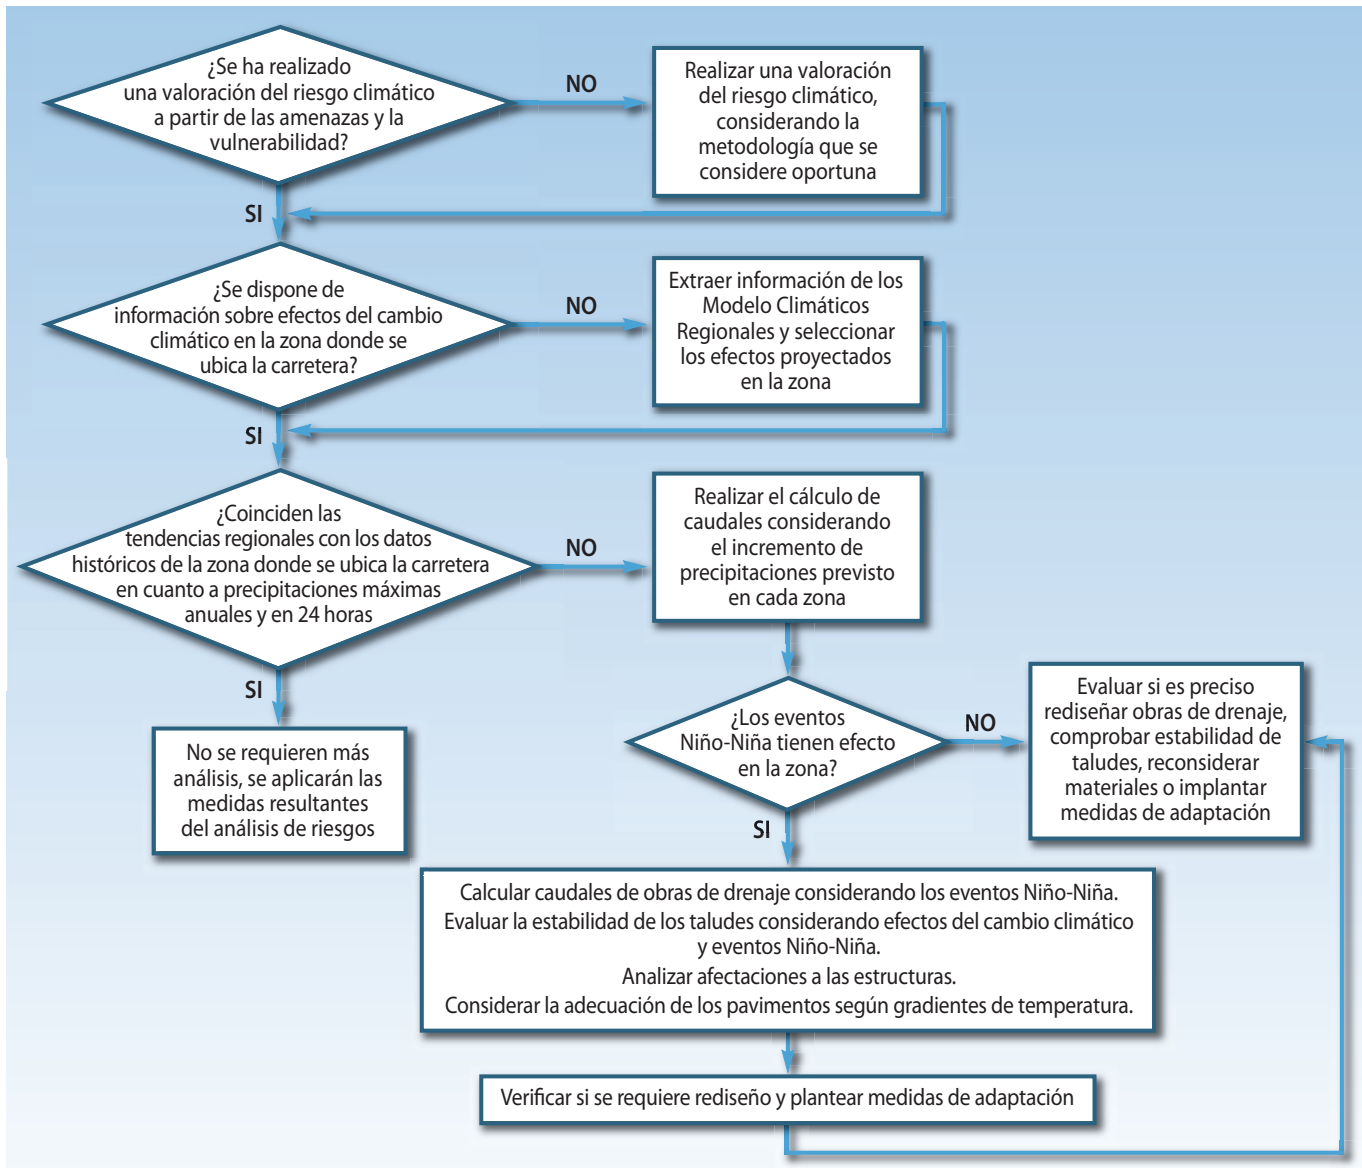 ¿Se ha realizado
una valoración del riesgo climático
a partir de las amenazas y la
vulnerabilidad?
NO
Realizar una valoración
del riesgo climático,
considerando la
metodología que se
considere oportuna
SI
¿Se dispone de
información sobre efectos del cambio
climático en la zona donde se
ubica la carretera?
NO
Extraer información de los
Modelo Climáticos
Regionales y seleccionar
los efectos proyectados
en la zona
SI
¿Coinciden las
tendencias regionales con los datos
históricos de la zona donde se ubica la carretera
en cuanto a precipitaciones máximas
anuales y en 24 horas
NO
Realizar el cálculo de
caudales considerando
el incremento de
precipitaciones previsto
en cada zona
SI
No se requieren más
análisis, se aplicarán las
medidas resultantes
del análisis de riesgos
¿Los eventos
Niño-Niña tienen efecto
en la zona?
NO
Evaluar si es preciso
rediseñar obras de drenaje,
comprobar estabilidad de
taludes, reconsiderar
materiales o implantar
medidas de adaptación
SI
Calcular caudales de obras de drenaje considerando los eventos Niño-Niña.
Evaluar la estabilidad de los taludes considerando efectos del cambio climático
y eventos Niño-Niña.
Analizar afectaciones a las estructuras.
Considerar la adecuación de los pavimentos según gradientes de temperatura.
Verificar si se requiere rediseño y plantear medidas de adaptación